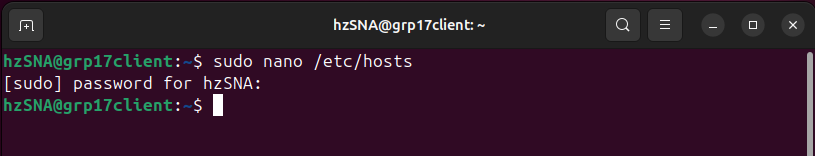 hzSNA@grp17client: ~
hzSNA@grp17client:~$ sudo nano /etc/hosts
[sudo] password for hzSNA:
hzSNA@grp17client:~$